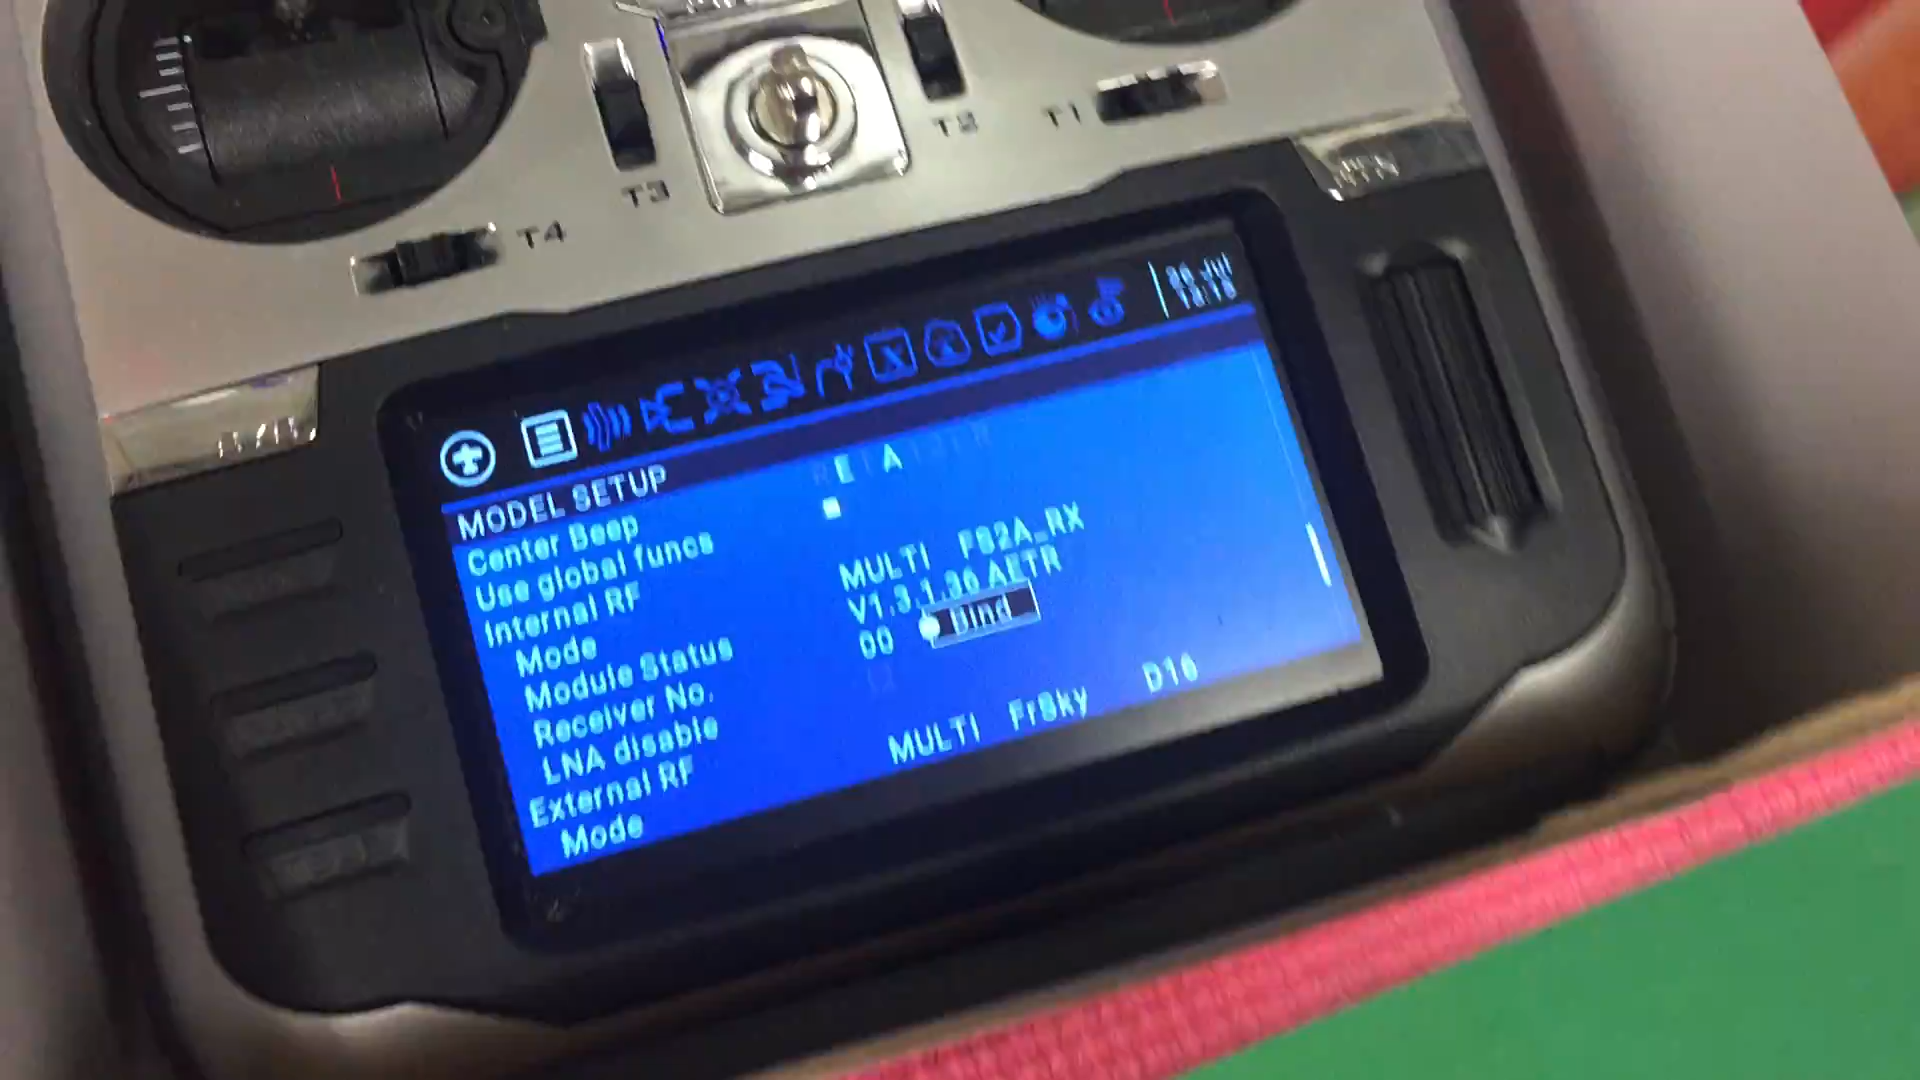 T2
T1
T3
T4
MODEL SETUP
Center Beep E A
Use global funcs
Internal RF
Mode MULTI FS2A_RX
Module Status V1.3.1.36 AETR
Receiver No. 00 Bind
LNA disable
External RF
Mode MULTI FrSky D16